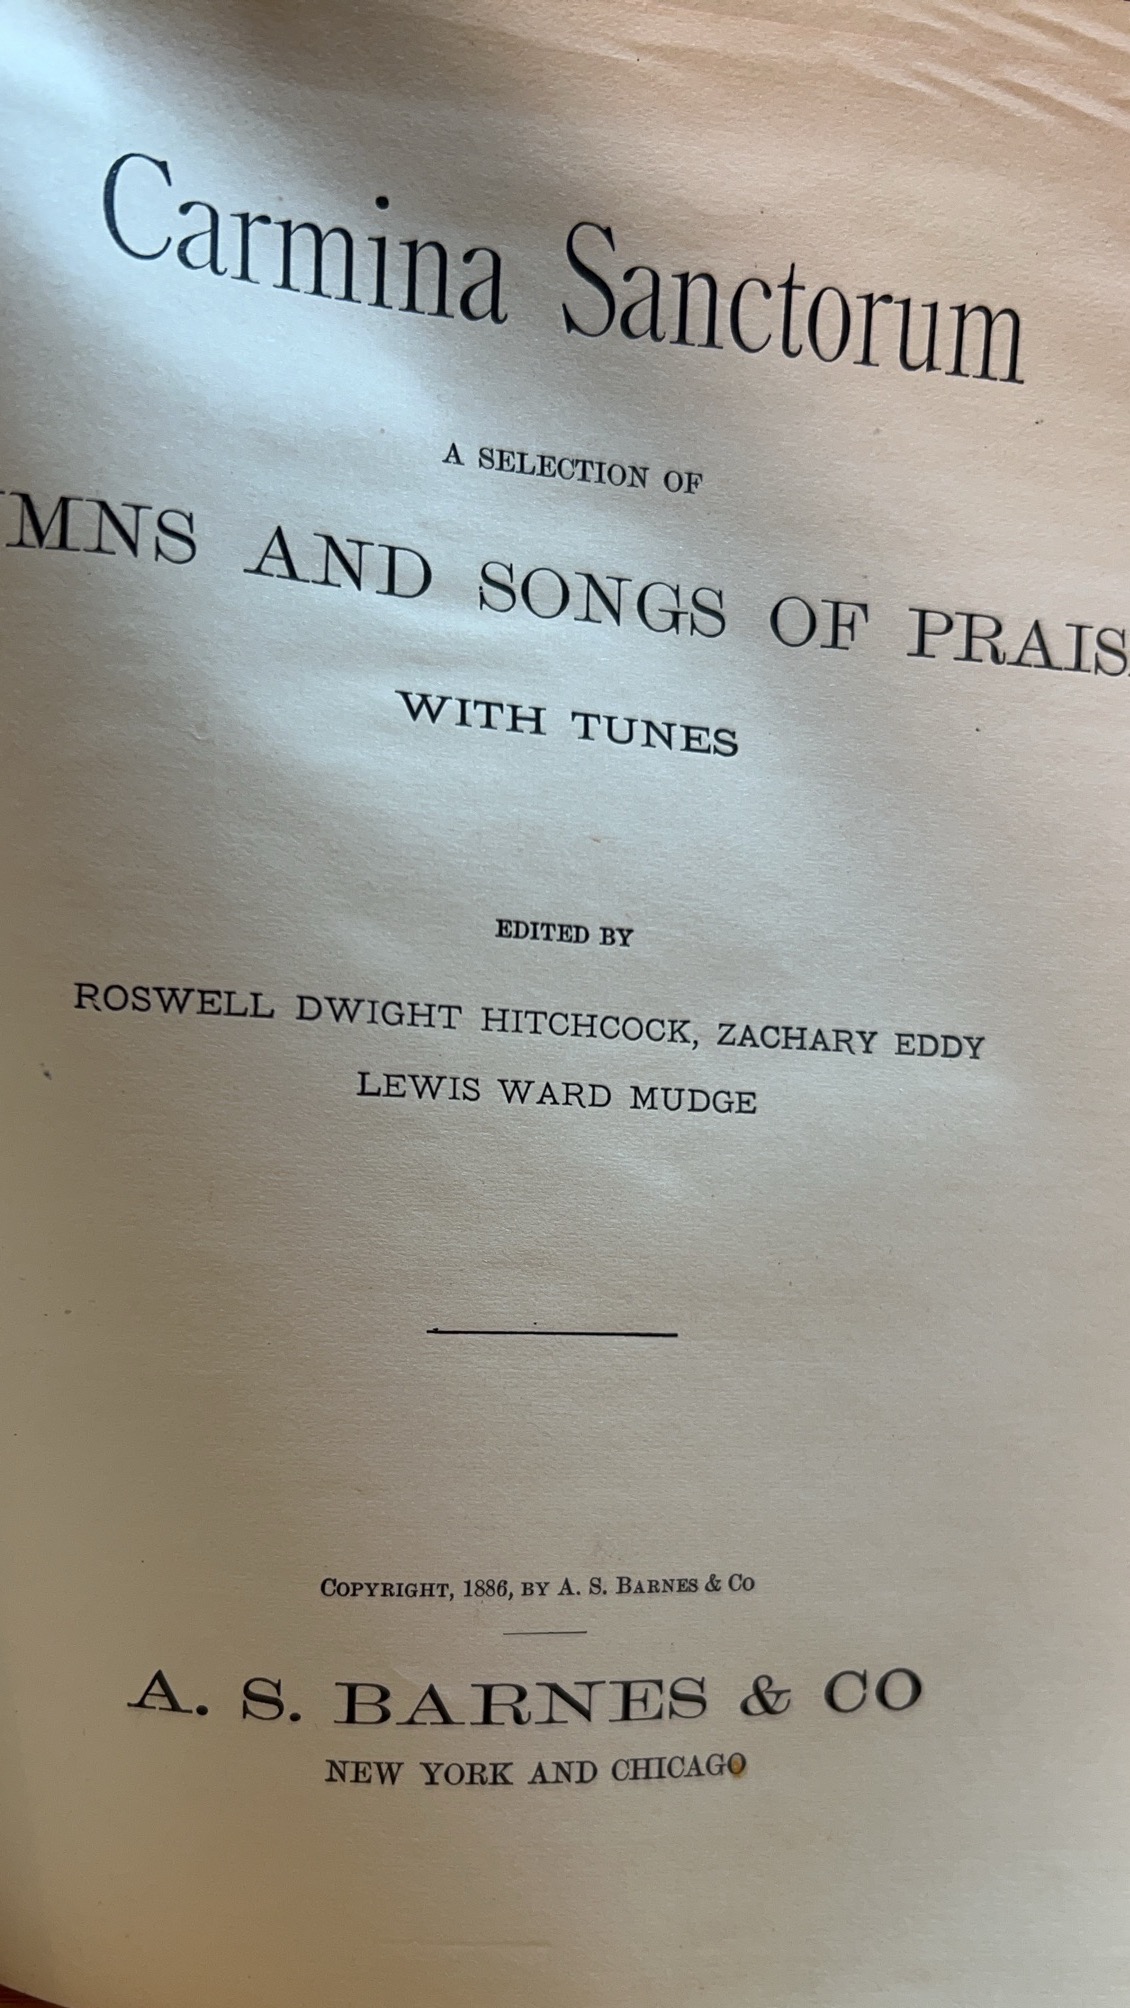 Carmina Sanctorum
A SELECTION OF
MNS AND SONGS OF PRAIS
WITH TUNES
EDITED BY
ROSWELL DWIGHT HITCHCOCK, ZACHARY EDDY
LEWIS WARD MUDGE
COPYRIGHT, 1886, BY A. S. BARNES & CO
A. S. BARNES & CO
NEW YORK AND CHICAGO